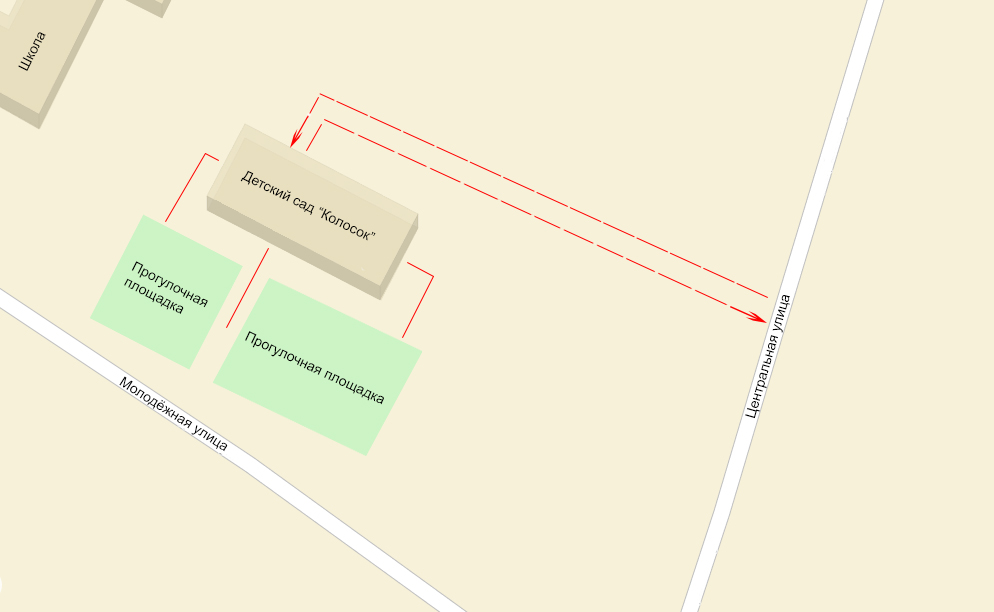 Школа
Детский сад “Колосок”
Прогулочная
площадка
Прогулочная площадка
Центральная улица
Молодёжная улица